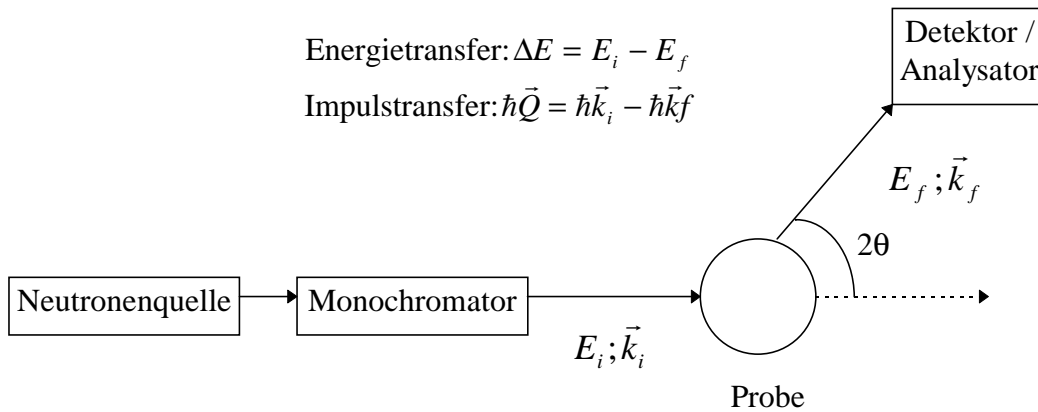 Energietransfer: ΔE = E_i − E_f
Impulstransfer: ℏQ⃗ = ℏk⃗_i − ℏk⃗f
Detektor /
Analysator
E_f ; k⃗_f
2θ
Neutronenquelle
Monochromator
E_i ; k⃗_i
Probe